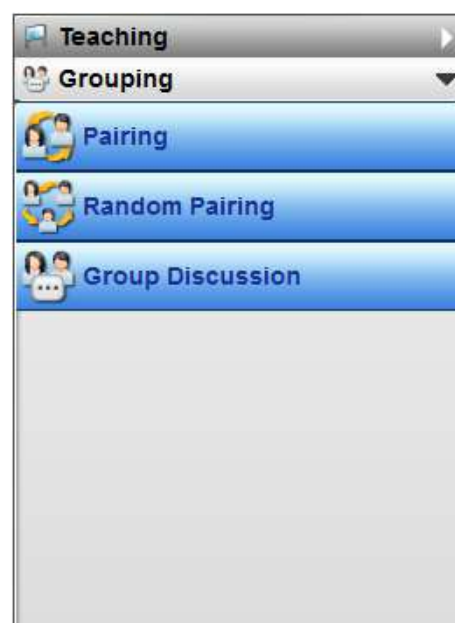 Teaching
Grouping
Pairing
Random Pairing
Group Discussion